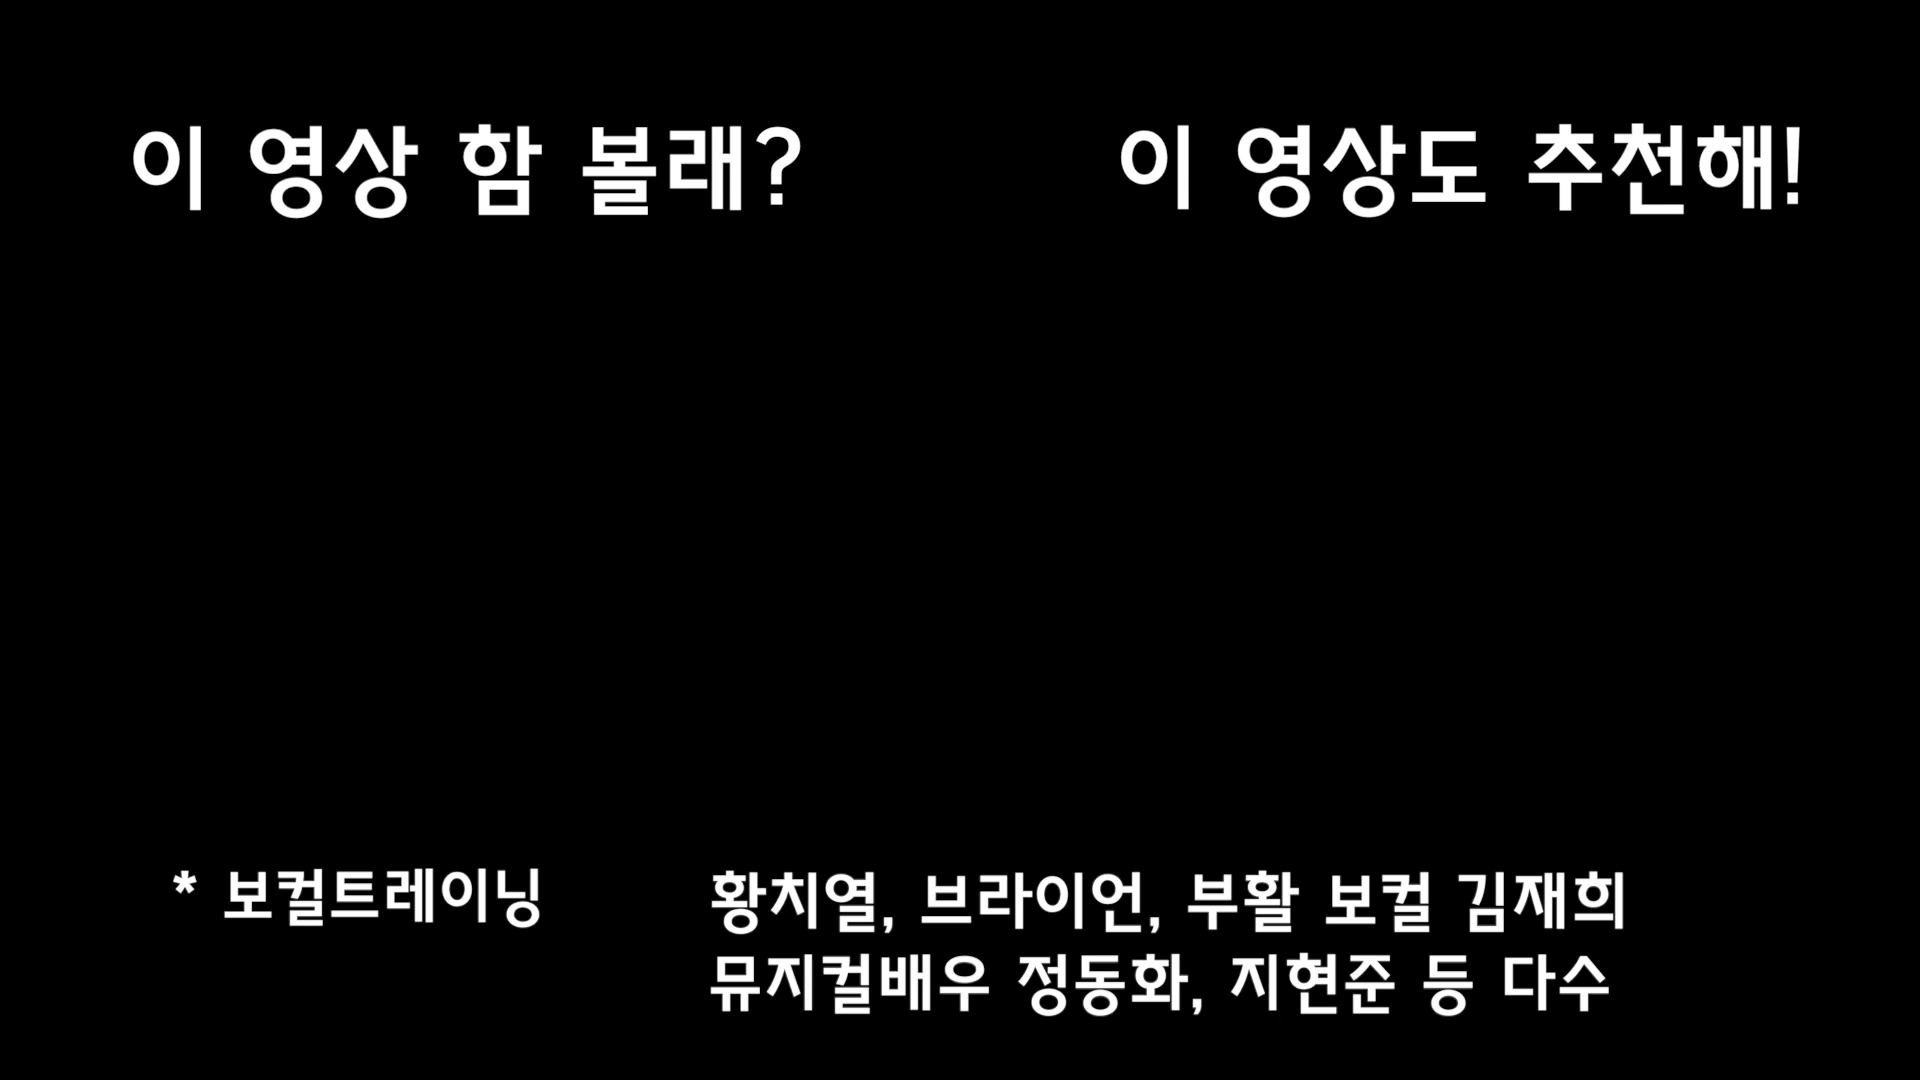 이 영상 함 볼래?
이 영상도 추천해!
* 보컬트레이닝
황치열, 브라이언, 부활 보컬 김재희
뮤지컬배우 정동화, 지현준 등 다수